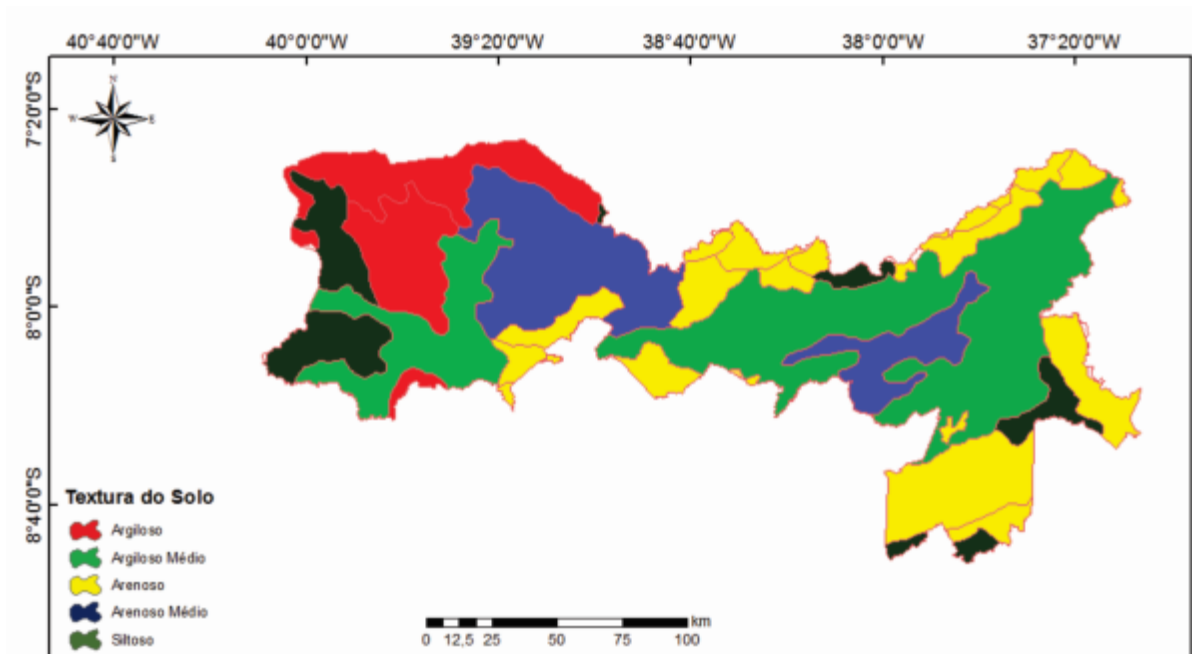 40°40'0"W 40°0'0"W 39°20'0"W 38°40'0"W 38°0'0"W 37°20'0"W
7°20'0"S
N
W E
S
8°0'0"S
8°40'0"S
Textura do Solo
Argiloso
Argiloso Médio
Arenoso
Arenoso Médio
Siltoso
km
0 12,5 25 50 75 100